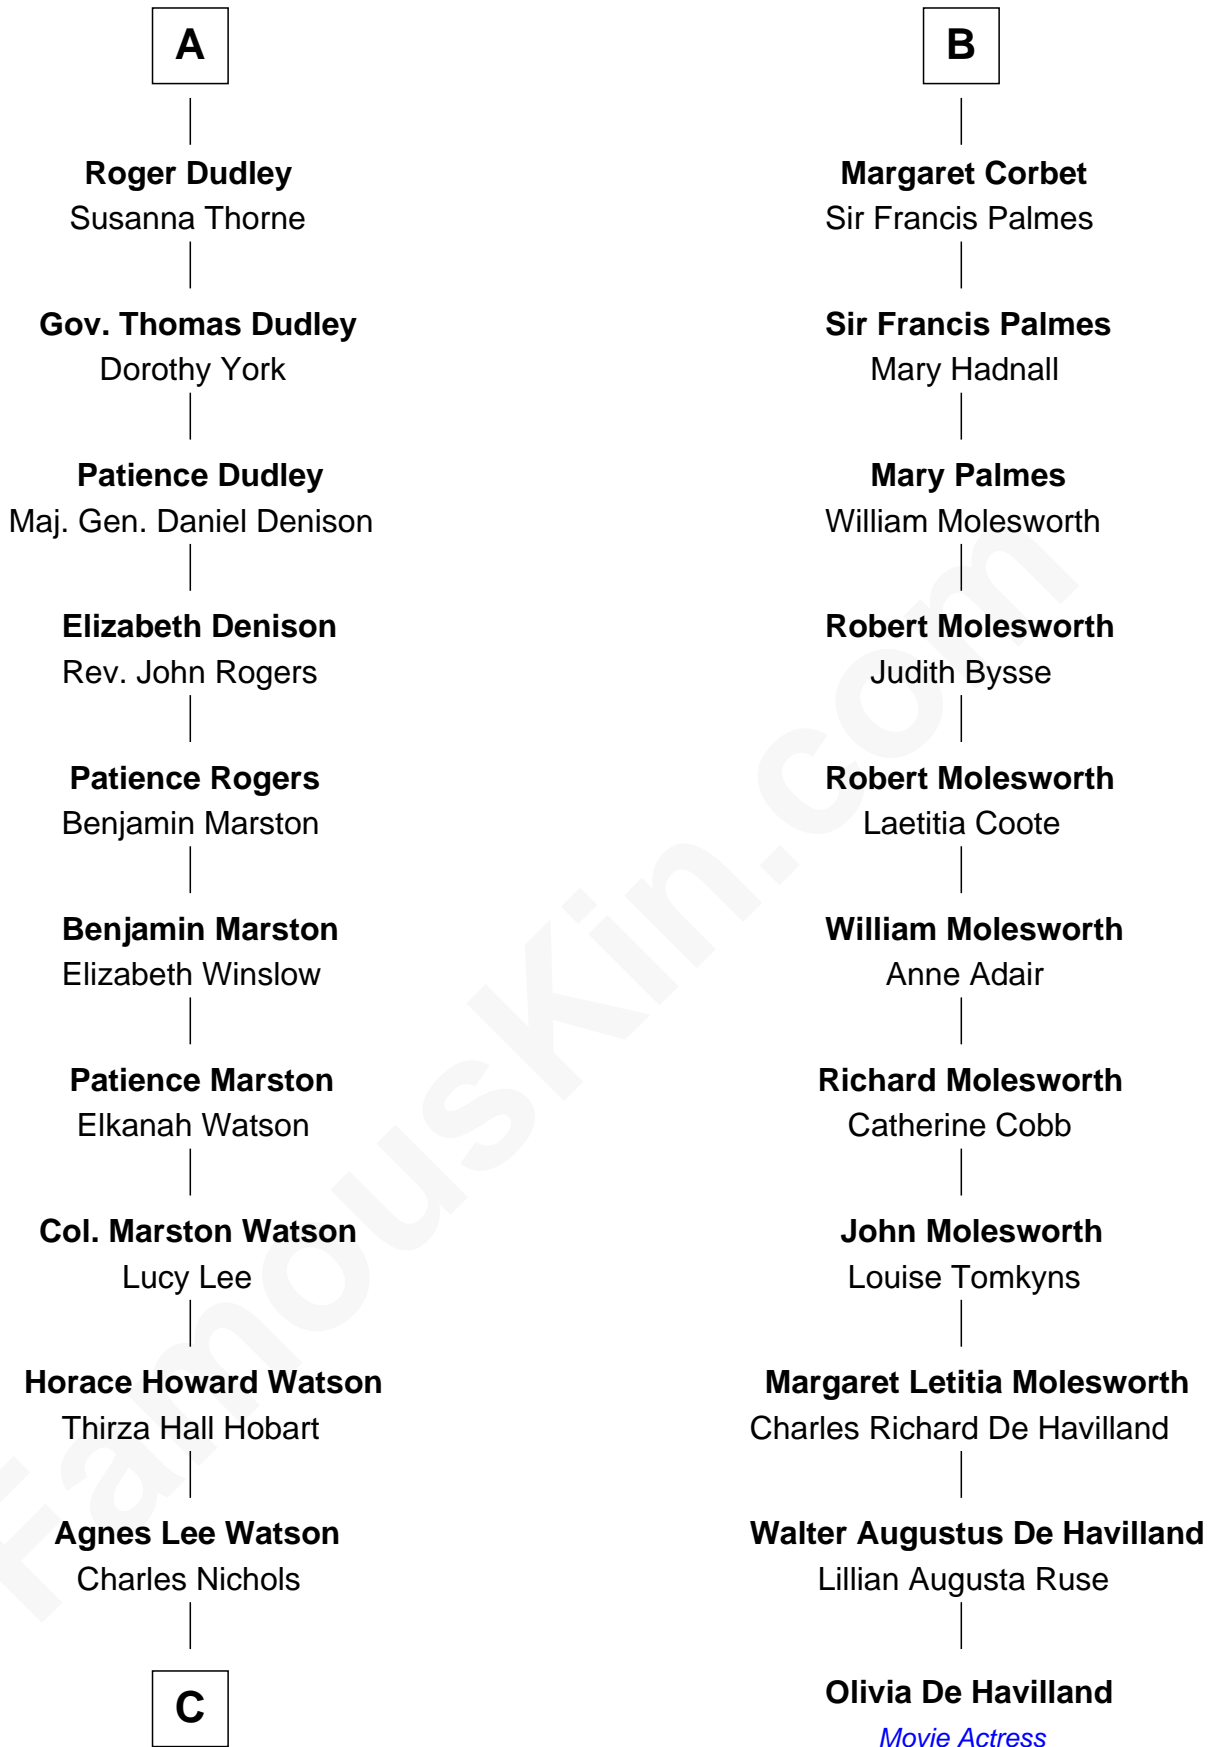 A
Roger Dudley
Susanna Thorne
Gov. Thomas Dudley
Dorothy York
Patience Dudley
Maj. Gen. Daniel Denison
Elizabeth Denison
Rev. John Rogers
Patience Rogers
Benjamin Marston
Benjamin Marston
Elizabeth Winslow
Patience Marston
Elkanah Watson
Col. Marston Watson
Lucy Lee
Horace Howard Watson
Thirza Hall Hobart
Agnes Lee Watson
Charles Nichols
C
B
Margaret Corbet
Sir Francis Palmes
Sir Francis Palmes
Mary Hadnall
Mary Palmes
William Molesworth
Robert Molesworth
Judith Bysse
Robert Molesworth
Laetitia Coote
William Molesworth
Anne Adair
Richard Molesworth
Catherine Cobb
John Molesworth
Louise Tomkyns
Margaret Letitia Molesworth
Charles Richard De Havilland
Walter Augustus De Havilland
Lillian Augusta Ruse
Olivia De Havilland
Movie Actress
FamousKin.com